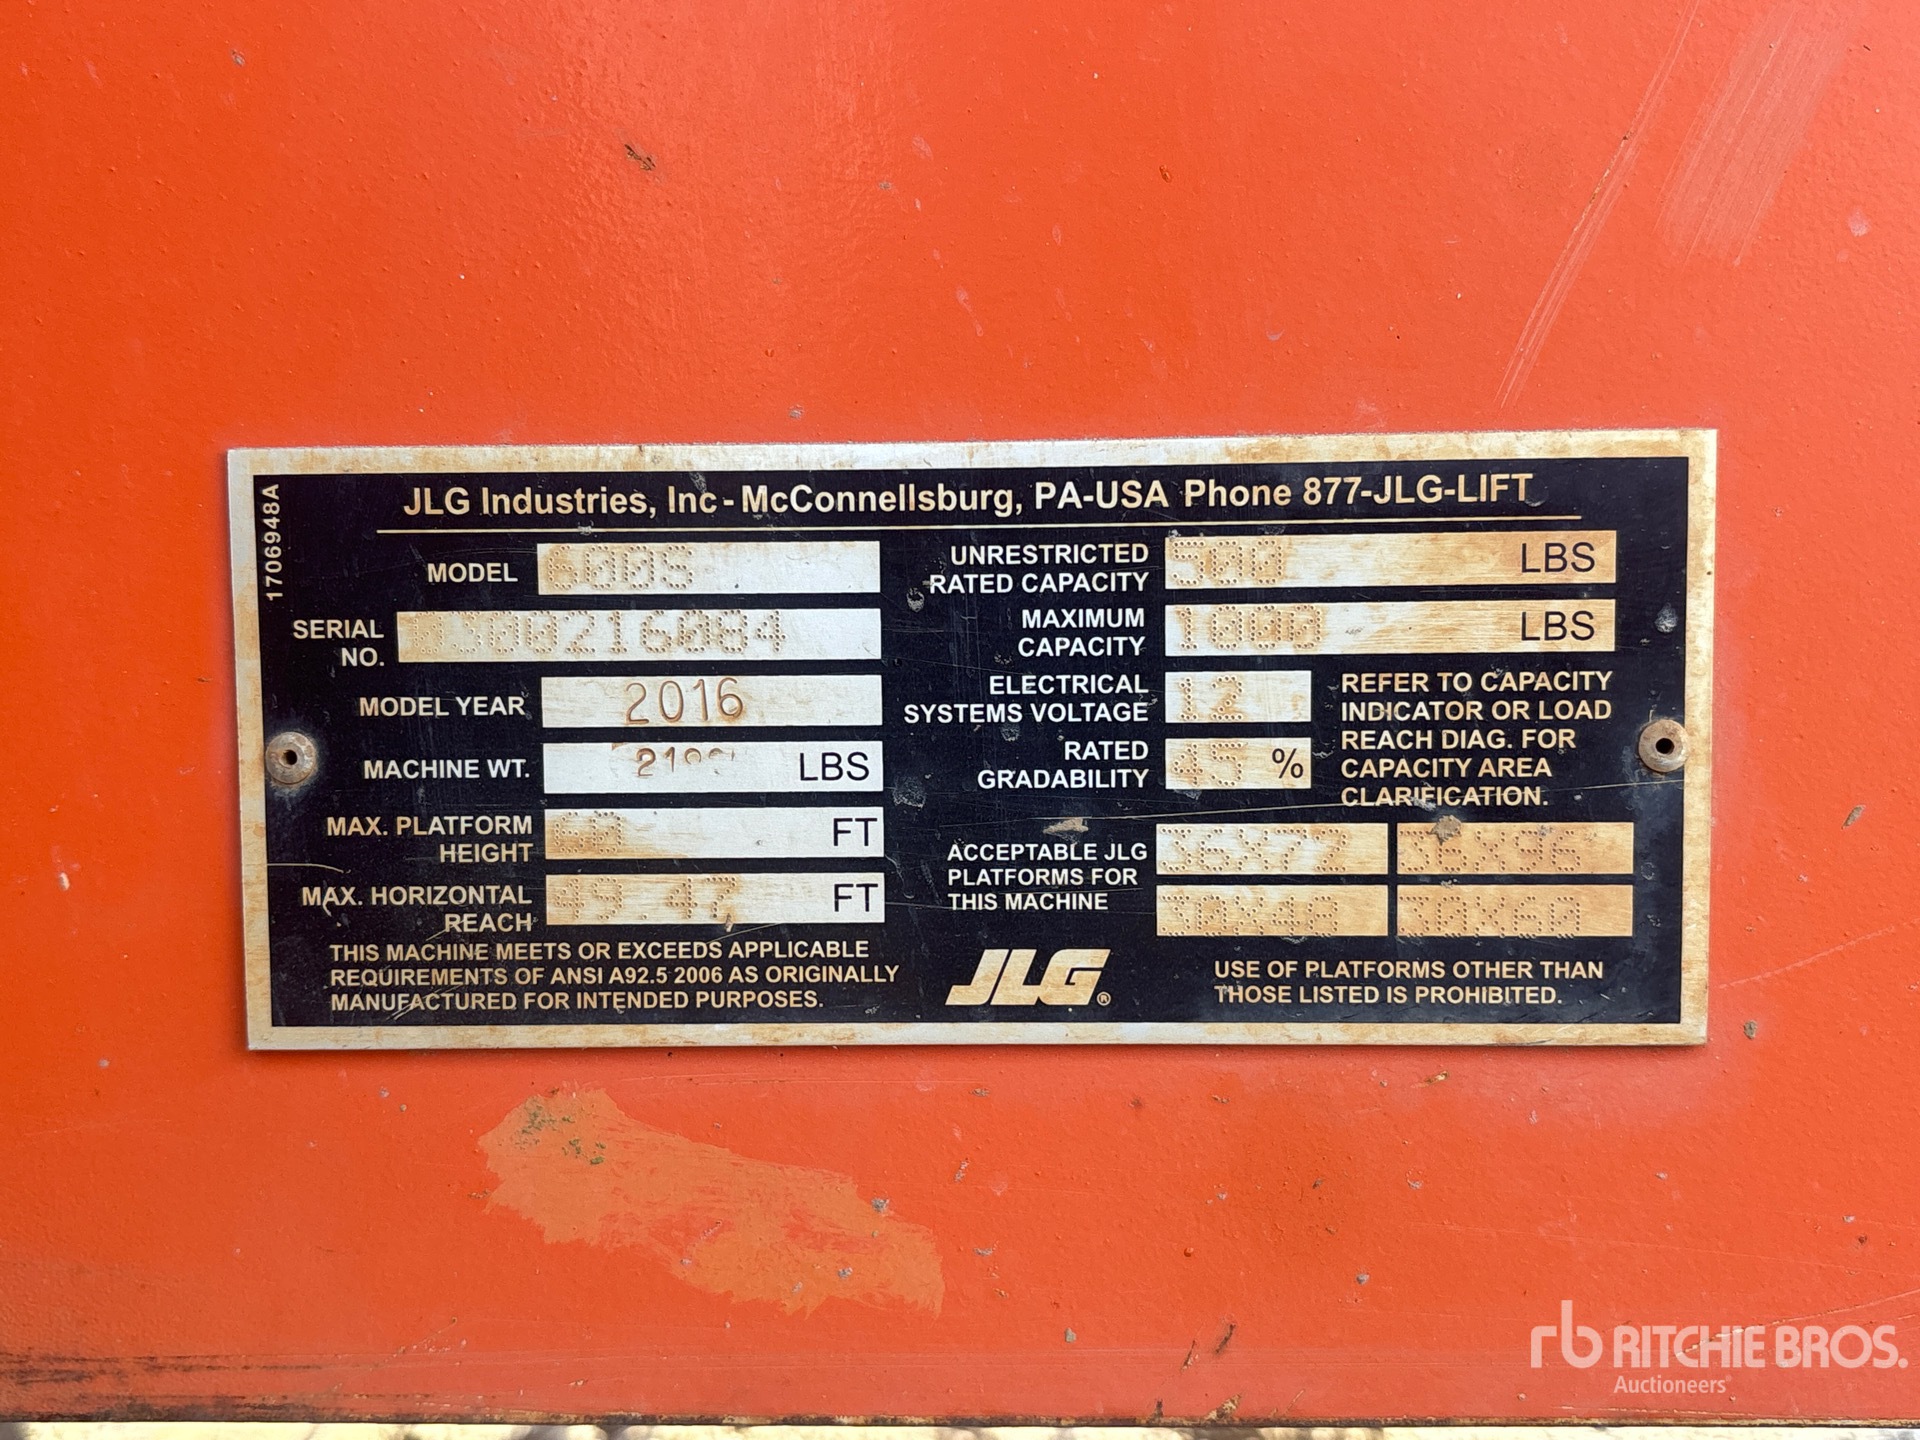 JLG Industries, Inc - McConnellsburg, PA-USA Phone 877-JLG-LIFT
1706948A
MODEL 600S
SERIAL NO. 0300216084
MODEL YEAR 2016
MACHINE WT. LBS
MAX. PLATFORM HEIGHT 60 FT
MAX. HORIZONTAL REACH 49.47 FT
THIS MACHINE MEETS OR EXCEEDS APPLICABLE
REQUIREMENTS OF ANSI A92.5 2006 AS ORIGINALLY
MANUFACTURED FOR INTENDED PURPOSES.
UNRESTRICTED RATED CAPACITY 500 LBS
MAXIMUM CAPACITY 1000 LBS
ELECTRICAL SYSTEMS VOLTAGE 12
RATED GRADABILITY 45 %
REFER TO CAPACITY
INDICATOR OR LOAD
REACH DIAG. FOR
CAPACITY AREA
CLARIFICATION.
ACCEPTABLE JLG
PLATFORMS FOR
THIS MACHINE
36X72 36X96
30X48 30X60
JLG®
USE OF PLATFORMS OTHER THAN
THOSE LISTED IS PROHIBITED.
rb RITCHIE BROS.
Auctioneers